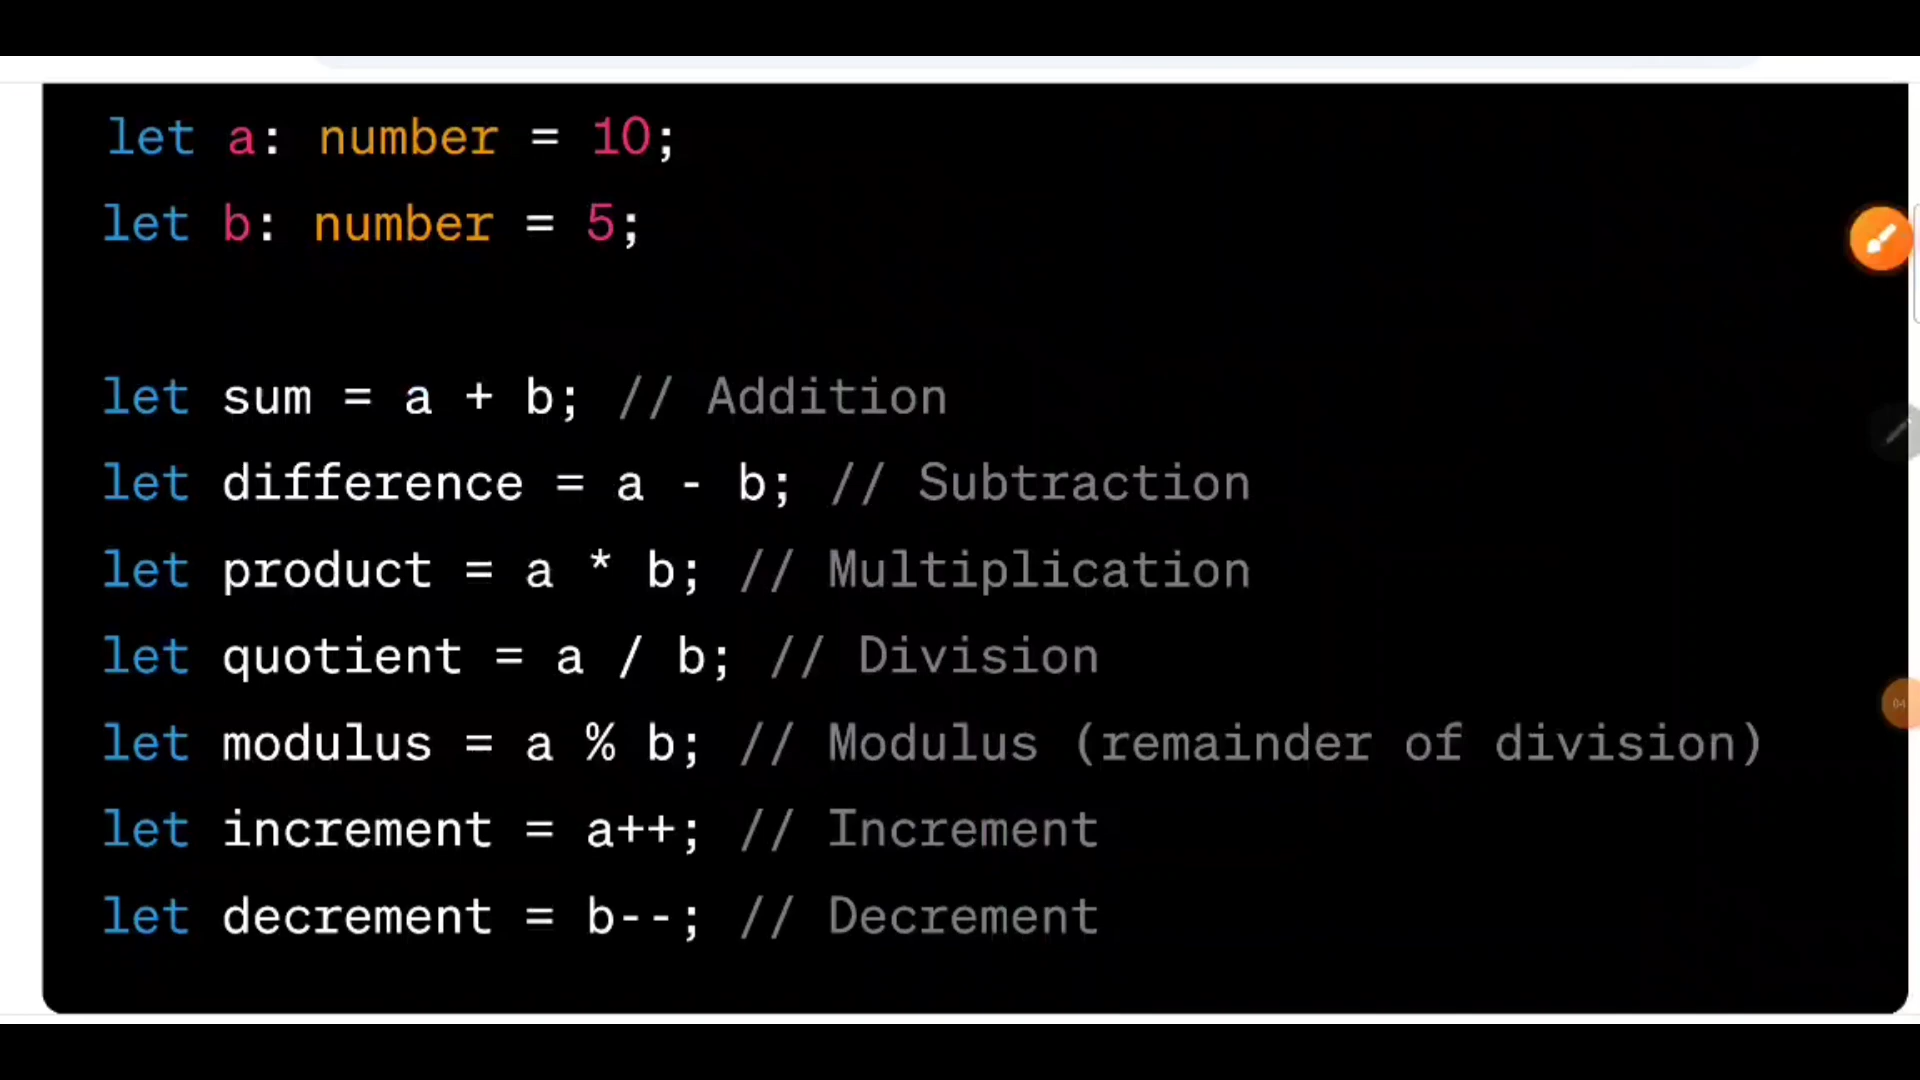 let a: number = 10;
let b: number = 5;
let sum = a + b; // Addition
let difference = a - b; // Subtraction
let product = a * b; // Multiplication
let quotient = a / b; // Division
let modulus = a % b; // Modulus (remainder of division)
let increment = a++; // Increment
let decrement = b--; // Decrement